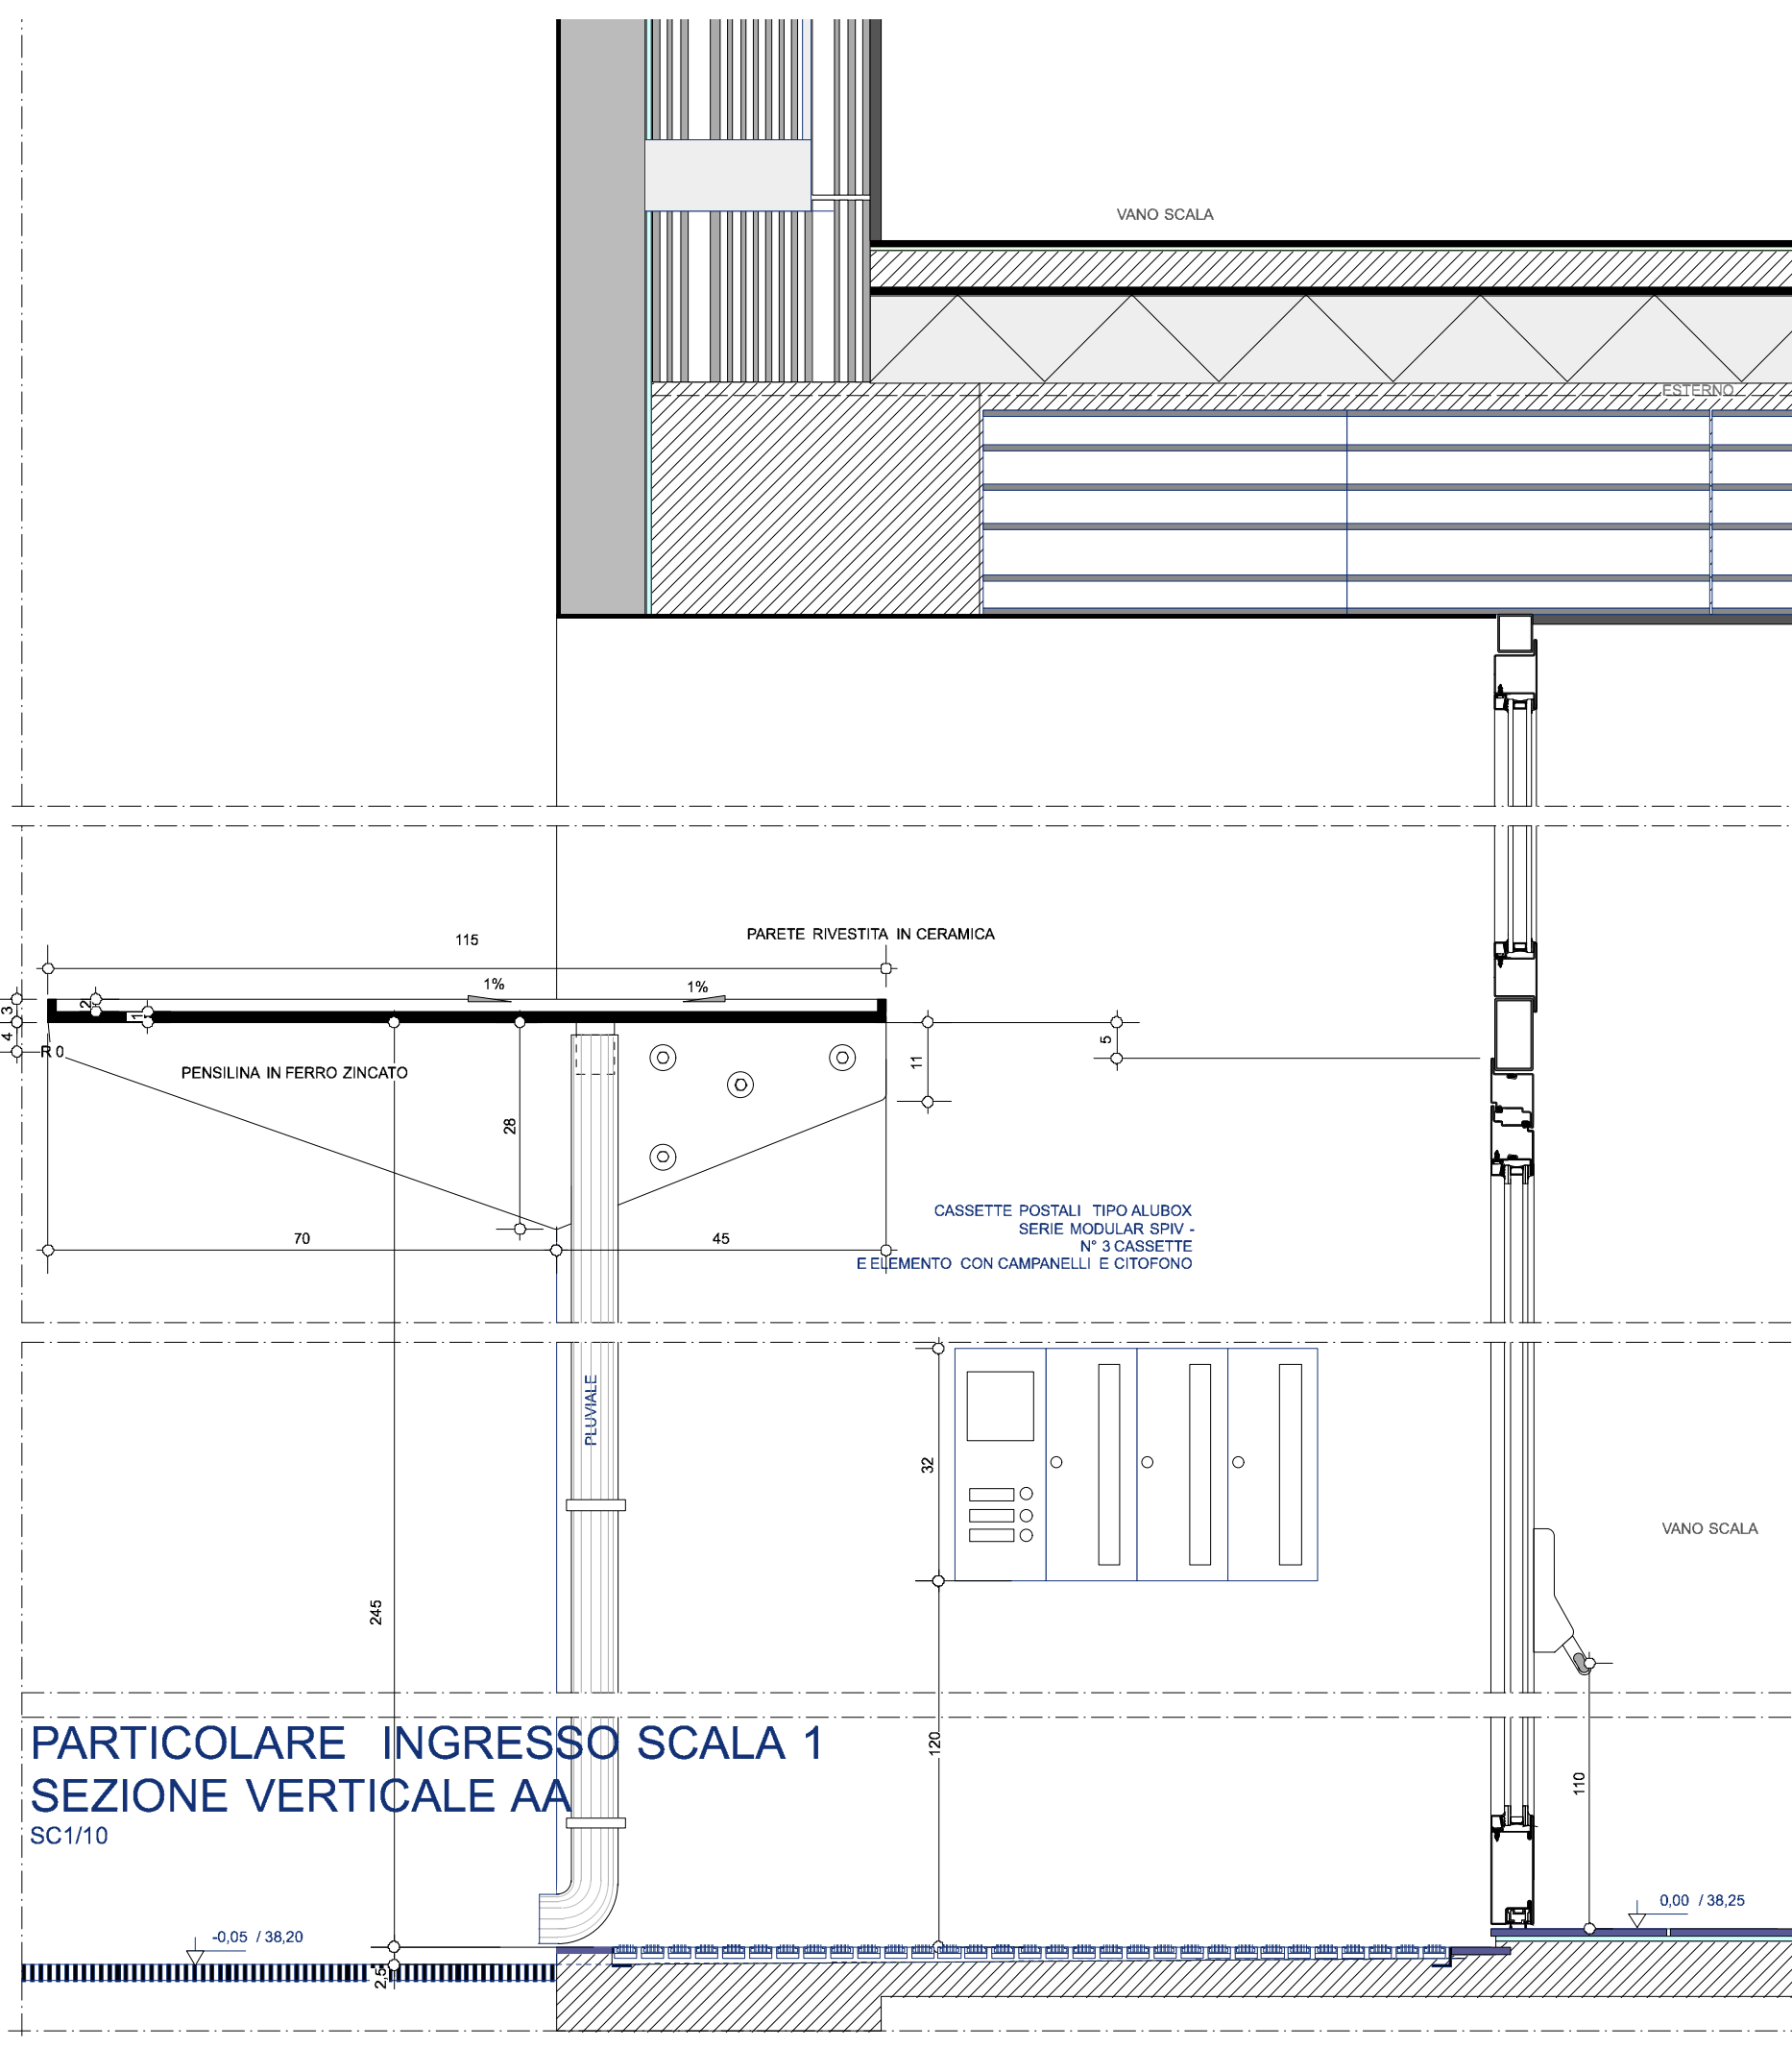 VANO SCALA
ESTERNO
115
PARETE RIVESTITA IN CERAMICA
1%
1%
3
2
1
4
R 0
PENSILINA IN FERRO ZINCATO
11
5
28
70
45
CASSETTE POSTALI TIPO ALUBOX
SERIE MODULAR SPIV -
N° 3 CASSETTE
E ELEMENTO CON CAMPANELLI E CITOFONO
PLUVIALE
32
VANO SCALA
245
PARTICOLARE INGRESSO SCALA 1
SEZIONE VERTICALE AA
SC1/10
120
110
0,00 / 38,25
-0,05 / 38,20
2,5